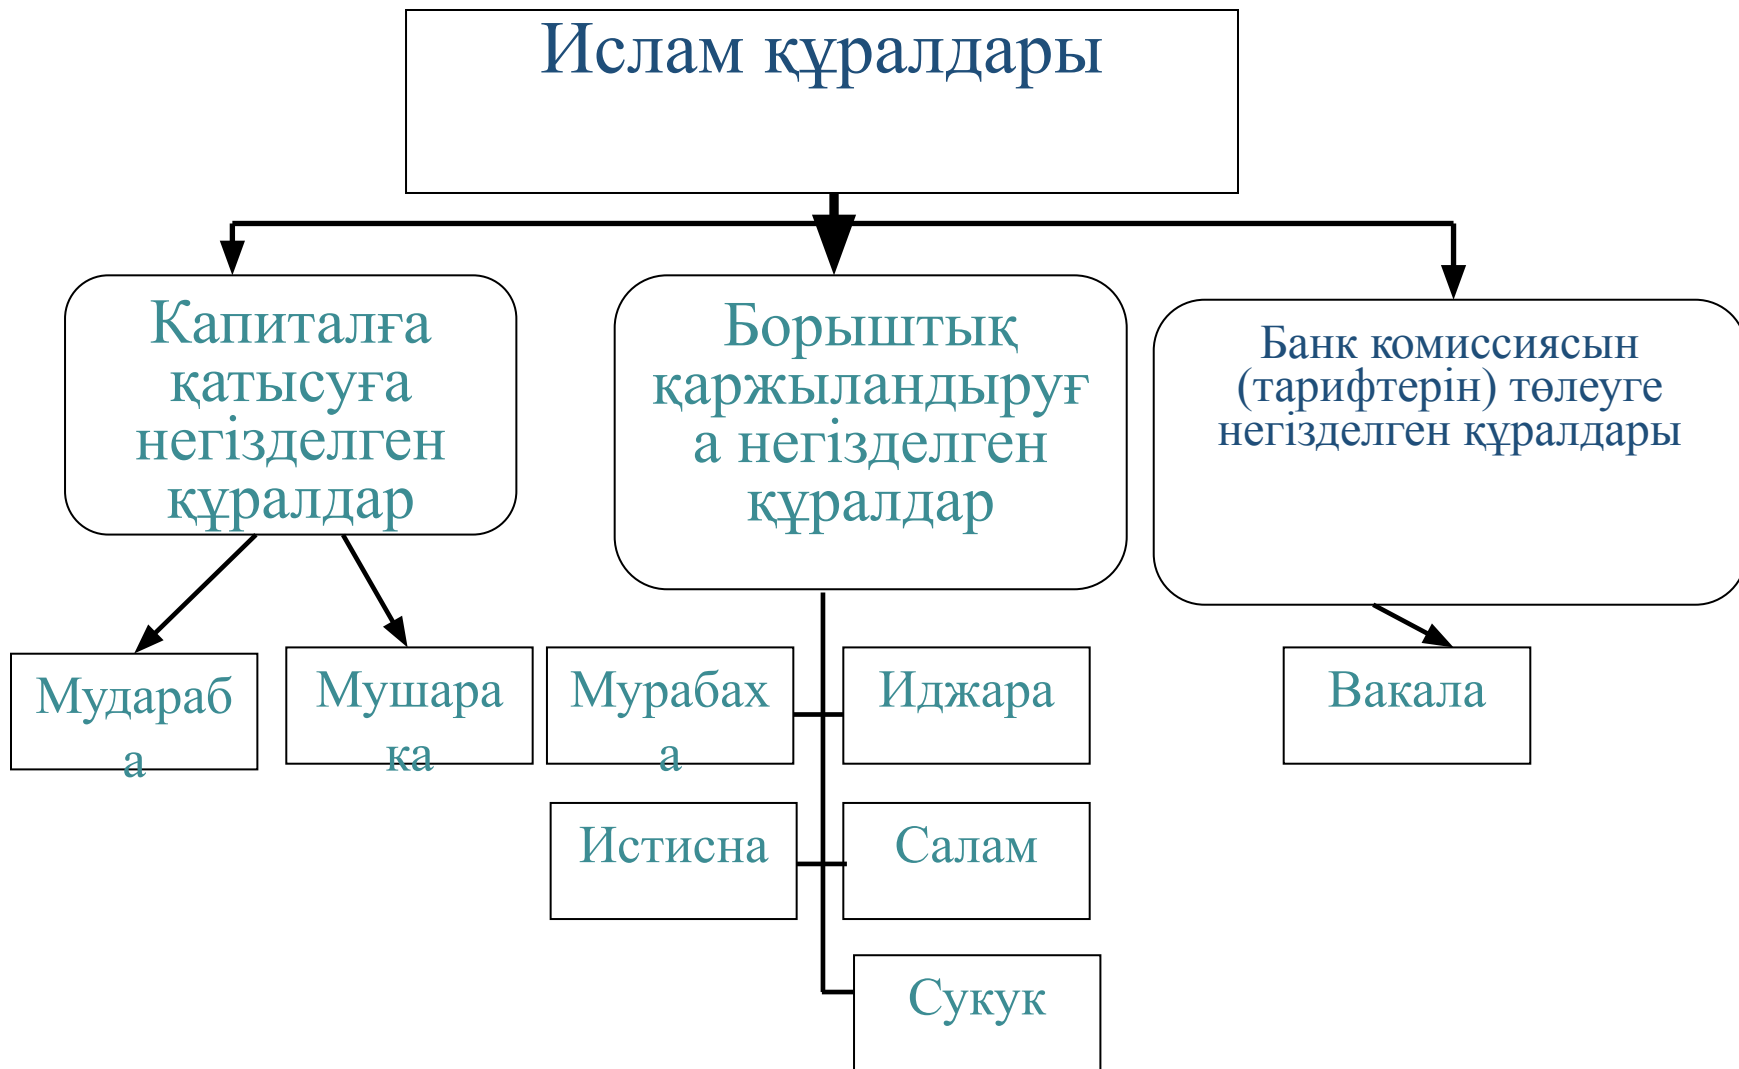 Ислам құралдары
Капиталға
қатысуға
негізделген
құралдар
Борыштық
қаржыландыруғ
а негізделген
құралдар
Банк комиссиясын
(тарифтерін) төлеуге
негізделген құралдары
Мудараб
а
Мушара
ка
Мурабах
а
Иджара
Вакала
Истисна
Салам
Сукук